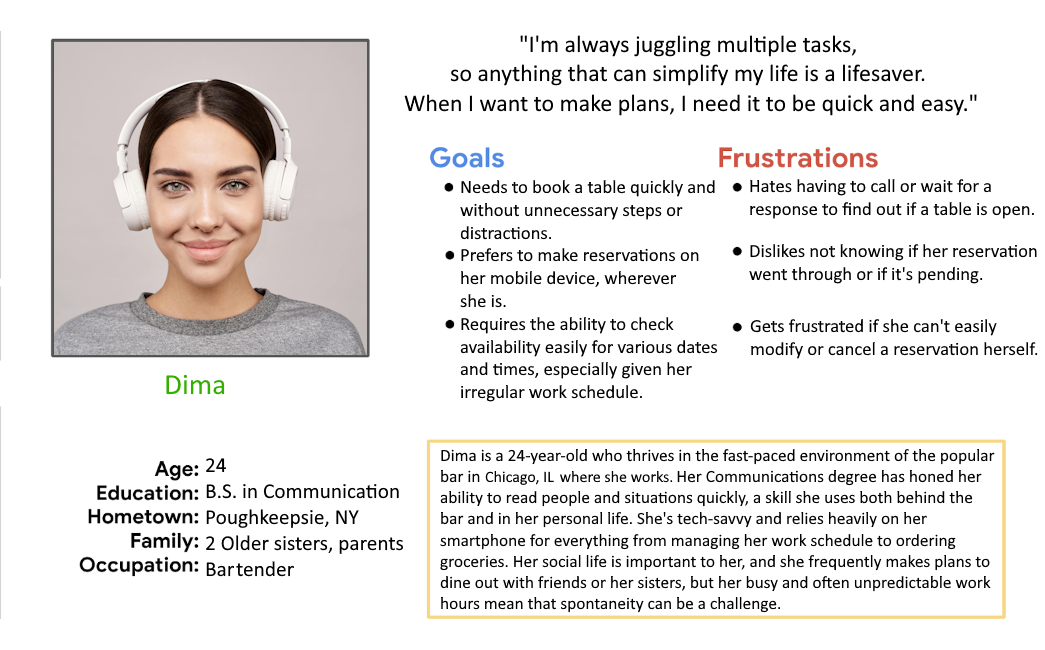 "I'm always juggling multiple tasks,
so anything that can simplify my life is a lifesaver.
When I want to make plans, I need it to be quick and easy."
Goals
● Needs to book a table quickly and
without unnecessary steps or
distractions.
● Prefers to make reservations on
her mobile device, wherever
she is.
● Requires the ability to check
availability easily for various dates
and times, especially given her
irregular work schedule.
Frustrations
● Hates having to call or wait for a
response to find out if a table is open.
● Dislikes not knowing if her reservation
went through or if it's pending.
● Gets frustrated if she can't easily
modify or cancel a reservation herself.
Dima
Age: 24
Education: B.S. in Communication
Hometown: Poughkeepsie, NY
Family: 2 Older sisters, parents
Occupation: Bartender
Dima is a 24-year-old who thrives in the fast-paced environment of the popular
bar in Chicago, IL where she works. Her Communications degree has honed her
ability to read people and situations quickly, a skill she uses both behind the
bar and in her personal life. She's tech-savvy and relies heavily on her
smartphone for everything from managing her work schedule to ordering
groceries. Her social life is important to her, and she frequently makes plans to
dine out with friends or her sisters, but her busy and often unpredictable work
hours mean that spontaneity can be a challenge.